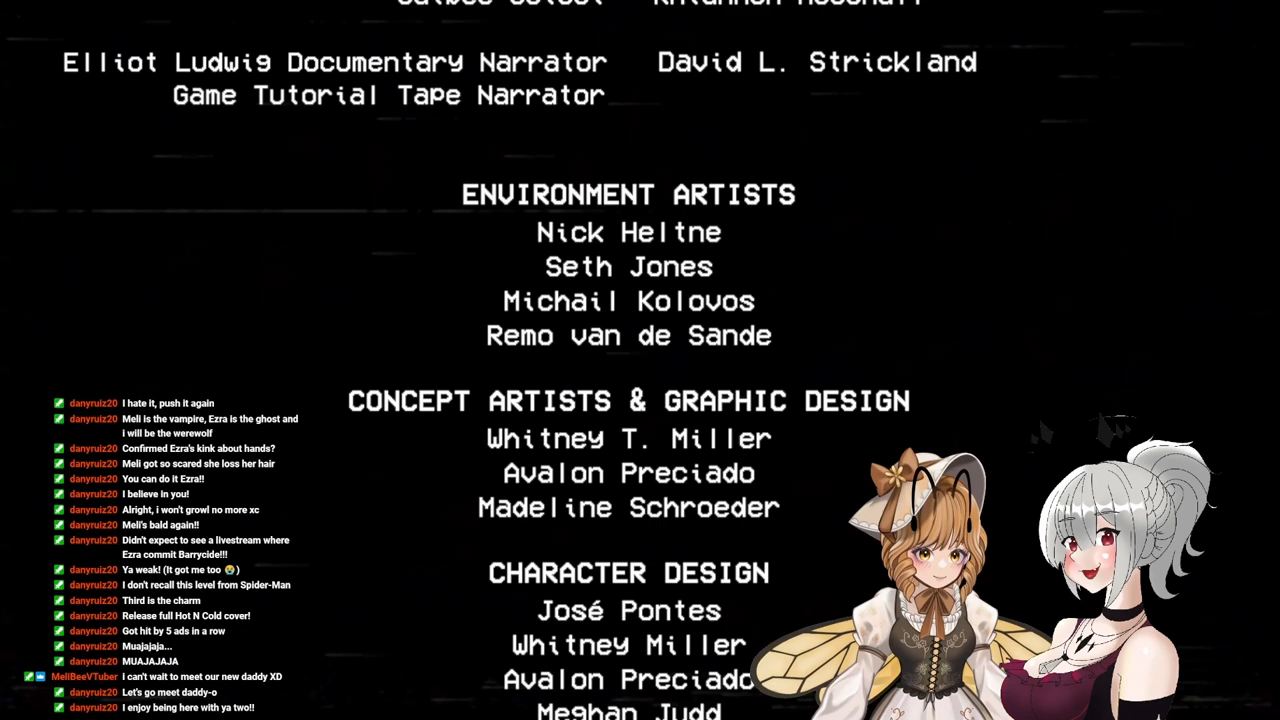 Elliot Ludwig Documentary Narrator David L. Strickland
Game Tutorial Tape Narrator
ENVIRONMENT ARTISTS
Nick Heltne
Seth Jones
Michail Kolovos
Remo van de Sande
CONCEPT ARTISTS & GRAPHIC DESIGN
Whitney T. Miller
Avalon Preciado
Madeline Schroeder
CHARACTER DESIGN
José Pontes
Whitney Miller
Avalon Preciado
Meghan Judd
danyruiz20 I hate it, push it again
danyruiz20 Meli is the vampire, Ezra is the ghost and
i will be the werewolf
danyruiz20 Confirmed Ezra's kink about hands?
danyruiz20 Meli got so scared she loss her hair
danyruiz20 You can do it Ezra!!
danyruiz20 I believe in you!
danyruiz20 Alright, i won't growl no more xc
danyruiz20 Meli's bald again!!
danyruiz20 Didn't expect to see a livestream where
Ezra commit Barrycide!!!
danyruiz20 Ya weak! (It got me too 😭)
danyruiz20 I don't recall this level from Spider-Man
danyruiz20 Third is the charm
danyruiz20 Release full Hot N Cold cover!
danyruiz20 Got hit by 5 ads in a row
danyruiz20 Muajajaja...
danyruiz20 MUAJAJAJA
MeliBeeVTuber I can't wait to meet our new daddy XD
danyruiz20 Let's go meet daddy-o
danyruiz20 I enjoy being here with ya two!!